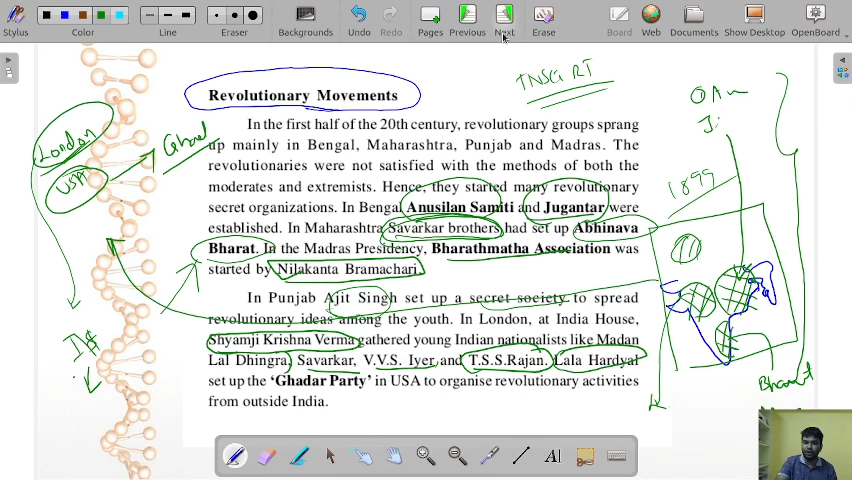 Stylus
Color
Line
Eraser
Backgrounds
Undo
Redo
Pages
Previous
Next
Erase
Board
Web
Documents
Show Desktop
OpenBoard
Revolutionary Movements
In the first half of the 20th century, revolutionary groups sprang
up mainly in Bengal, Maharashtra, Punjab and Madras. The
revolutionaries were not satisfied with the methods of both the
moderates and extremists. Hence, they started many revolutionary
secret organizations. In Bengal Anusilan Samiti and Jugantar were
established. In Maharashtra Savarkar brothers had set up Abhinava
Bharat. In the Madras Presidency, Bharathmatha Association was
started by Nilakanta Bramachari.
In Punjab Ajit Singh set up a secret society to spread
revolutionary ideas among the youth. In London, at India House,
Shyamji Krishna Verma gathered young Indian nationalists like Madan
Lal Dhingra, Savarkar, V.V.S. Iyer and T.S.S.Rajan. Lala Hardyal
set up the 'Ghadar Party' in USA to organise revolutionary activities
from outside India.
London
USA
1899
Bharat